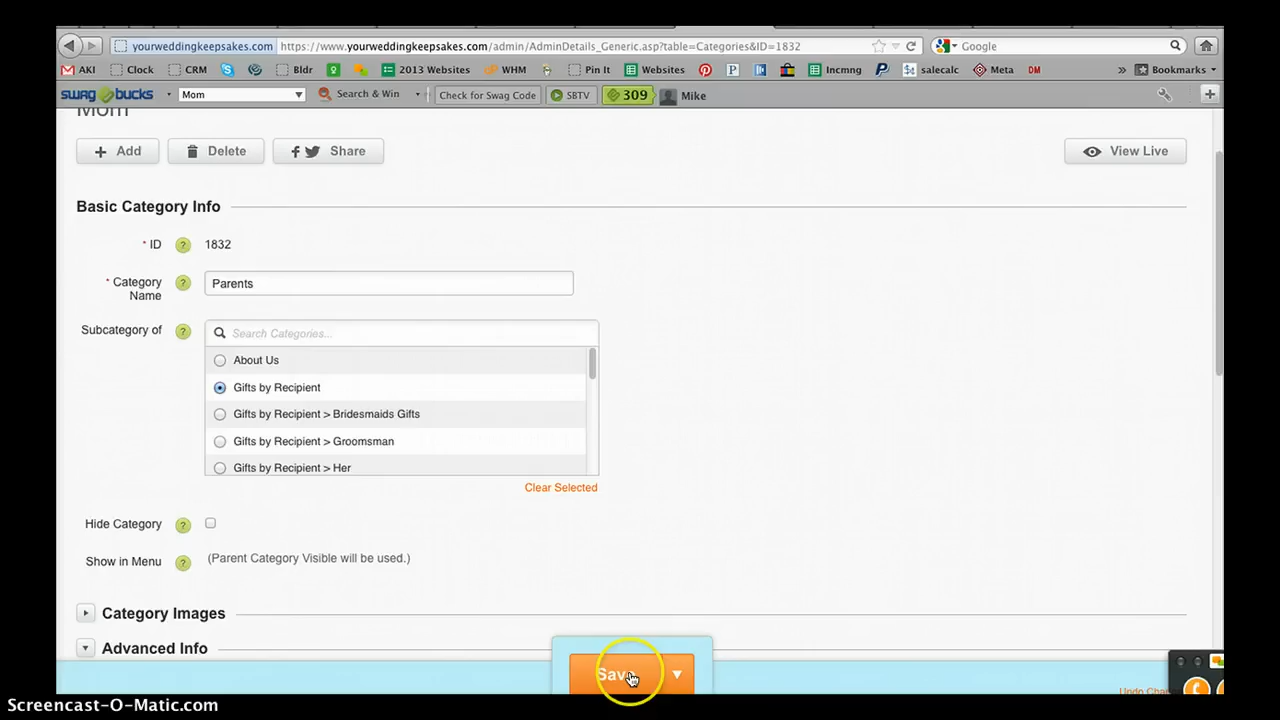 yourweddingkeepsakes.com https://www.yourweddingkeepsakes.com/admin/AdminDetails_Generic.asp?table=Categories&ID=1832 Google
AKI Clock CRM Bldr 2013 Websites WHM Pin It Websites Incmng salecalc Meta DM » Bookmarks
swagbucks Mom Search & Win Check for Swag Code SBTV 309 Mike
Mom
+ Add Delete Share View Live
Basic Category Info
* ID ? 1832
* Category Name ? Parents
Subcategory of ? Search Categories...
About Us
Gifts by Recipient
Gifts by Recipient > Bridesmaids Gifts
Gifts by Recipient > Groomsman
Gifts by Recipient > Her
Clear Selected
Hide Category ?
Show in Menu ? (Parent Category Visible will be used.)
Category Images
Advanced Info
Save
Screencast-O-Matic.com